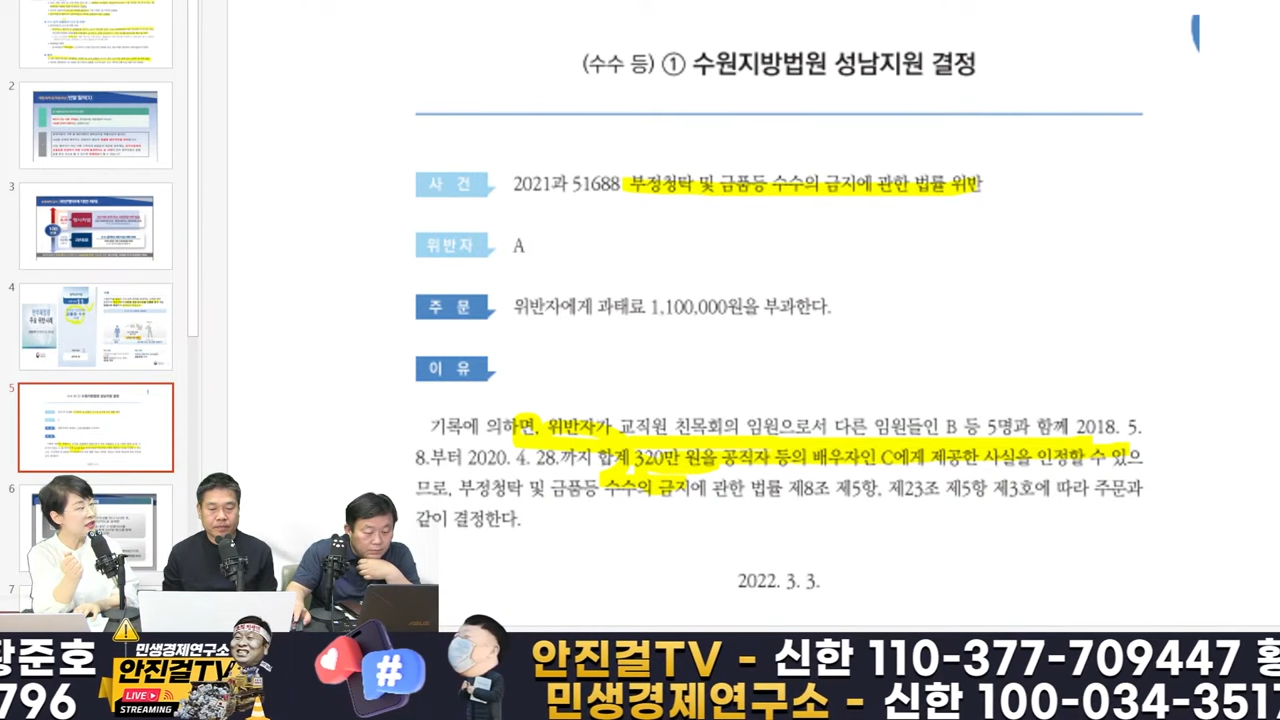 (수수 등) ① 수원지방법원 성남지원 결정
사 건 2021과 51688 부정청탁 및 금품등 수수의 금지에 관한 법률 위반
위반자 A
주 문 위반자에게 과태료 1,100,000원을 부과한다.
이 유
기록에 의하면, 위반자가 교직원 친목회의 임원으로서 다른 임원들인 B 등 5명과 함께 2018. 5.
8.부터 2020. 4. 28.까지 합계 320만 원을 공직자 등의 배우자인 C에게 제공한 사실을 인정할 수 있으
므로, 부정청탁 및 금품등 수수의 금지에 관한 법률 제8조 제5항. 제23조 제5항 제3호에 따라 주문과
같이 결정한다.
2022. 3. 3.
2
3
4
5
6
7
준호
796
민생경제연구소
안진걸TV
LIVE
STREAMING
#
안진걸TV - 신한 110-377-709447 황
민생경제연구소 - 신한 100-034-3517